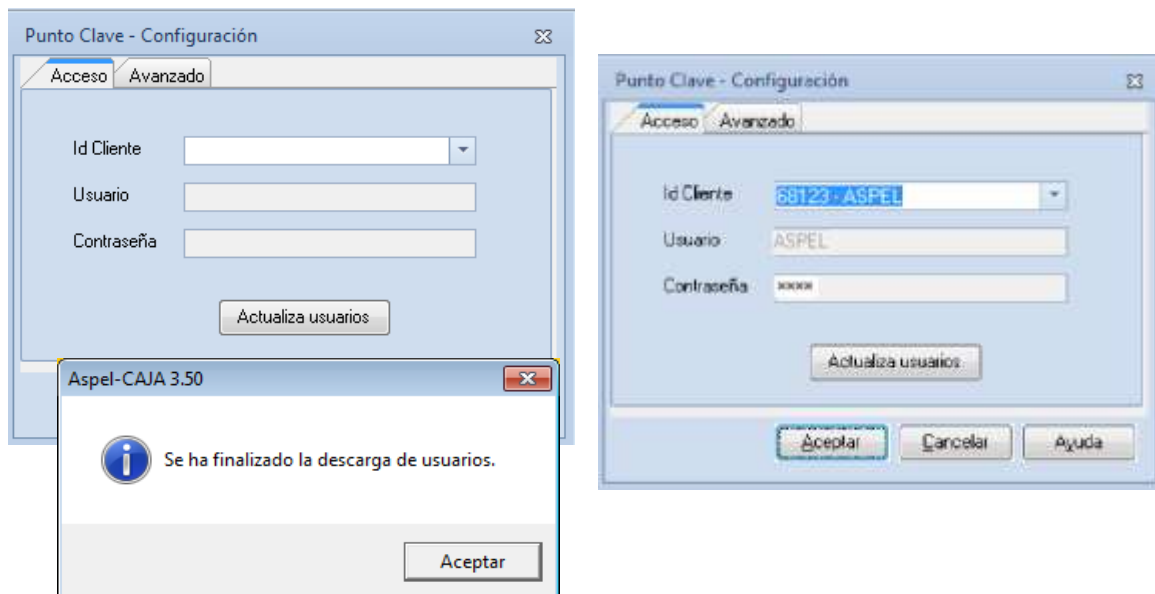 Punto Clave - Configuración
Acceso Avanzado
Id Cliente
Usuario
Contraseña
Actualiza usuarios
Aspel-CAJA 3.50
Se ha finalizado la descarga de usuarios.
Aceptar
Punto Clave - Configuración
Acceso Avanzado
Id Cliente 68123 - ASPEL
Usuario ASPEL
Contraseña ××××
Actualiza usuarios
Aceptar Cancelar Ayuda